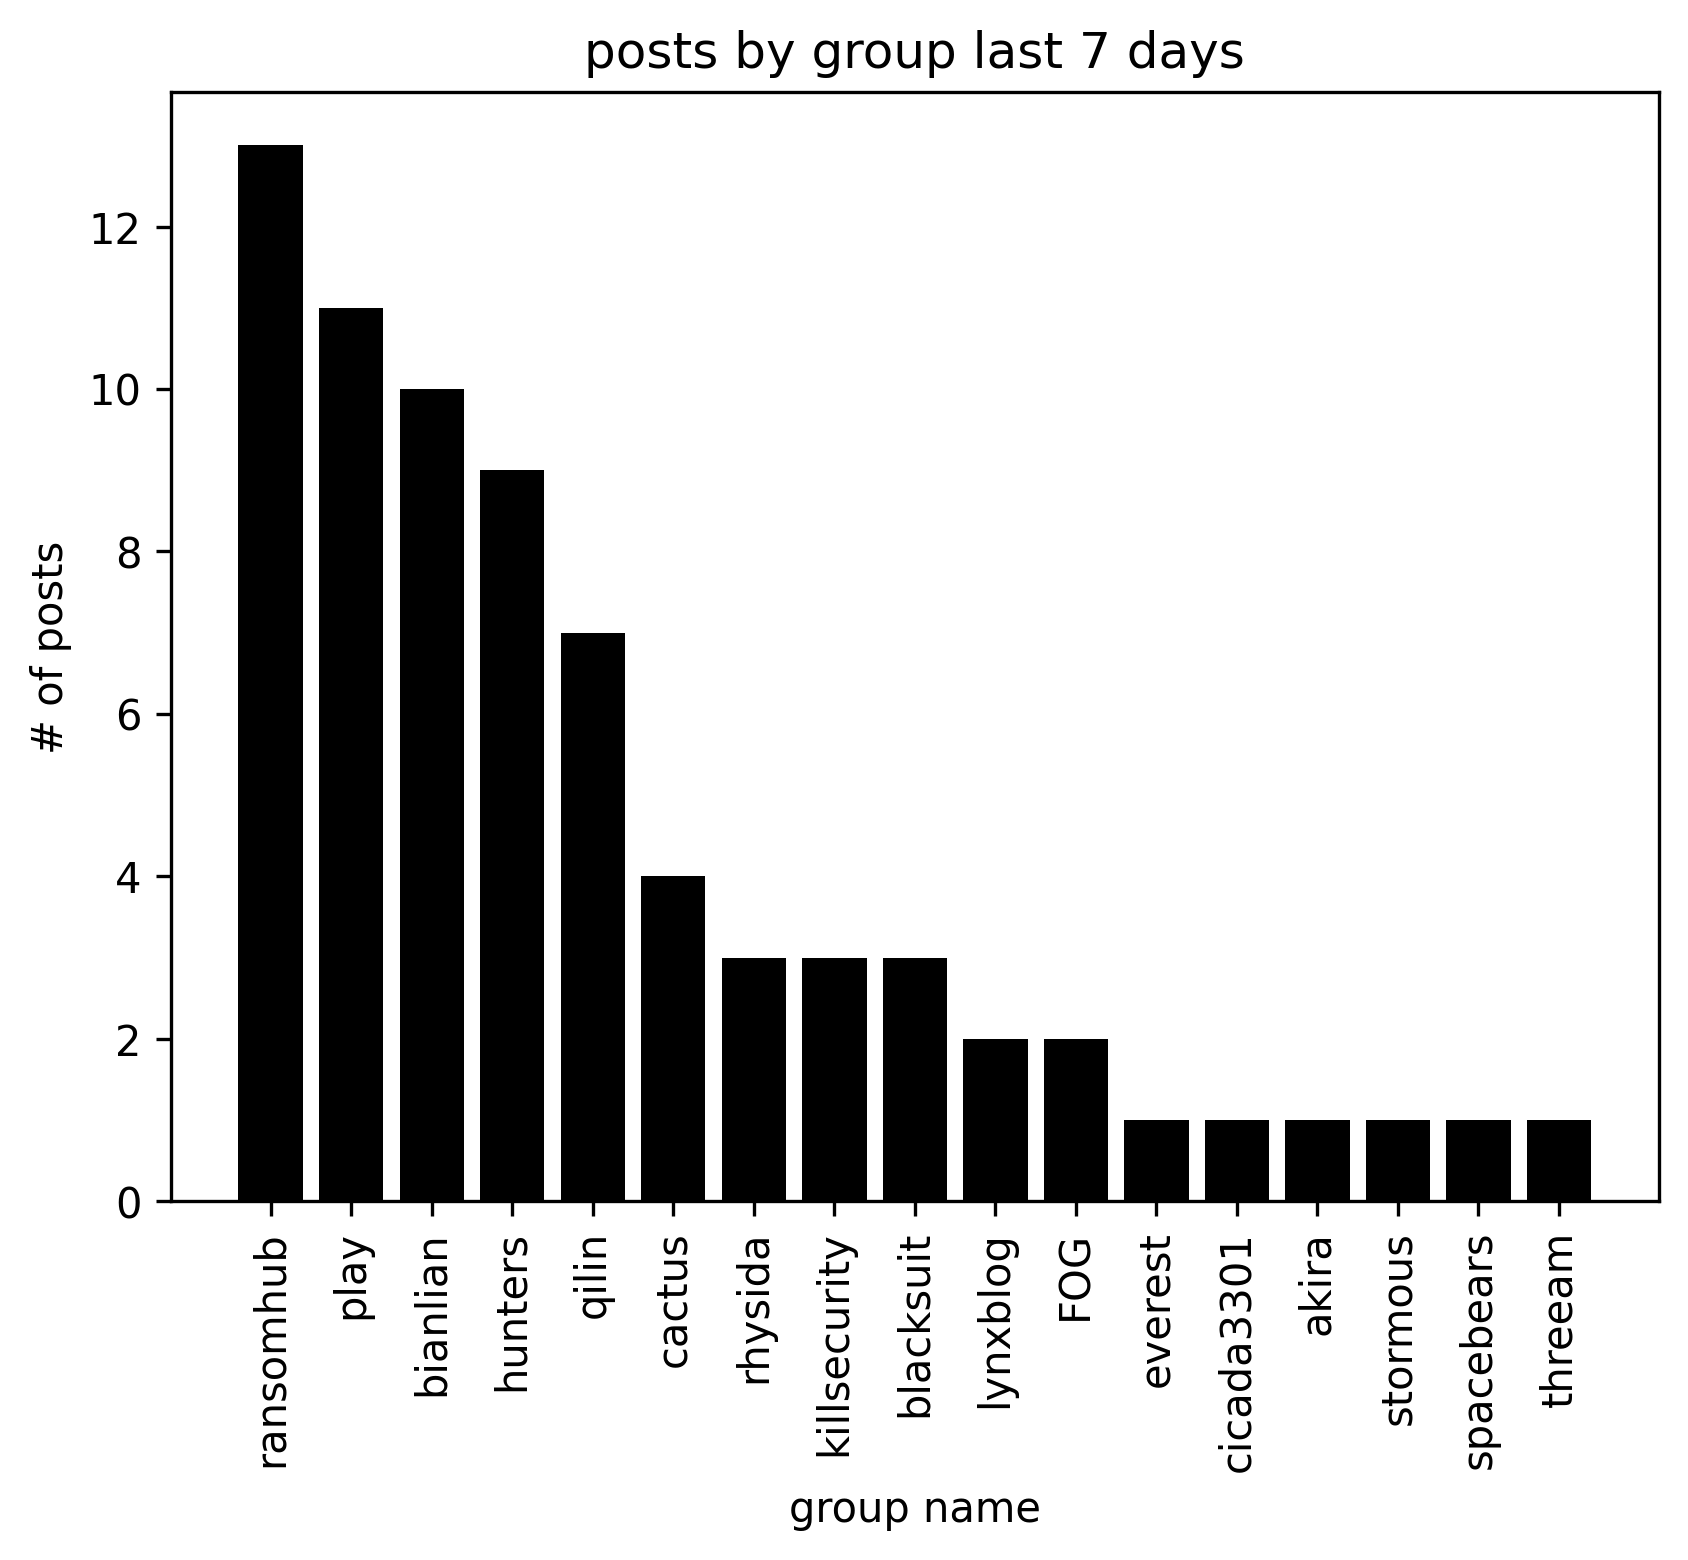 posts by group last 7 days
# of posts
12
10
8
6
4
2
0
ransomhub
play
bianlian
hunters
qilin
cactus
rhysida
killsecurity
blacksuit
lynxblog
FOG
everest
cicada3301
akira
stormous
spacebears
threeam
group name